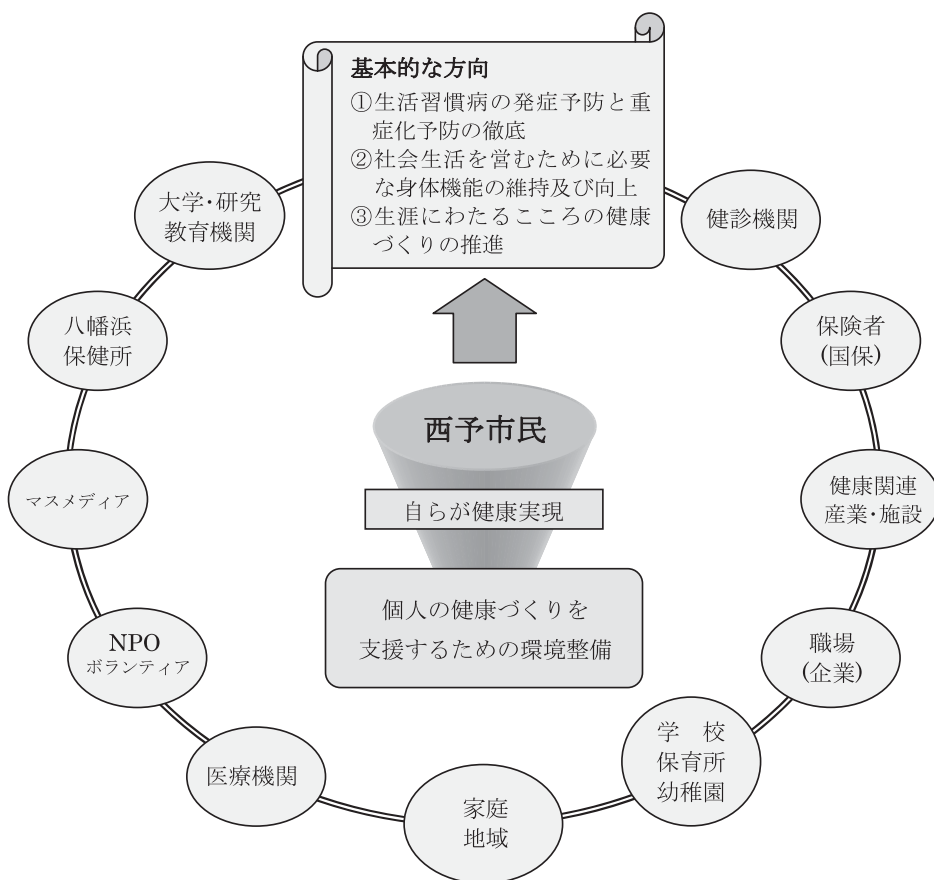 基本的な方向
①生活習慣病の発症予防と重
症化予防の徹底
②社会生活を営むために必要
な身体機能の維持及び向上
③生涯にわたるこころの健康
づくりの推進
大学・研究
教育機関
健診機関
八幡浜
保健所
保険者
(国保)
西予市民
マスメディア
自らが健康実現
健康関連
産業・施設
個人の健康づくりを
支援するための環境整備
NPO
ボランティア
職場
(企業)
医療機関
学　校
保育所
幼稚園
家庭
地域